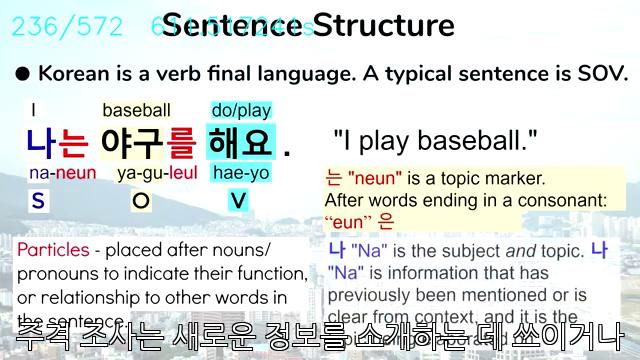 236/572
Sentence Structure
● Korean is a verb final language. A typical sentence is SOV.
I baseball do/play
나는 야구를 해요 .
na-neun ya-gu-leul hae-yo
S O V
"I play baseball."
는 "neun" is a topic marker.
After words ending in a consonant:
“eun” 은
Particles - placed after nouns/
pronouns to indicate their function,
or relationship to other words in
the sentence
나 "Na" is the subject and topic. 나
"Na" is information that has
previously been mentioned or is
clear from context, and it is the
주격 조사는 새로운 정보를 소개하는 데 쓰이거나